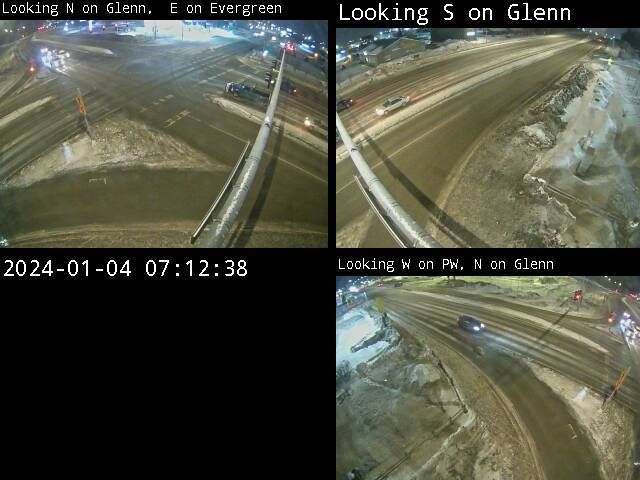 Looking N on Glenn,  E on Evergreen
Looking S on Glenn
2024-01-04 07:12:38
Looking W on PW, N on Glenn